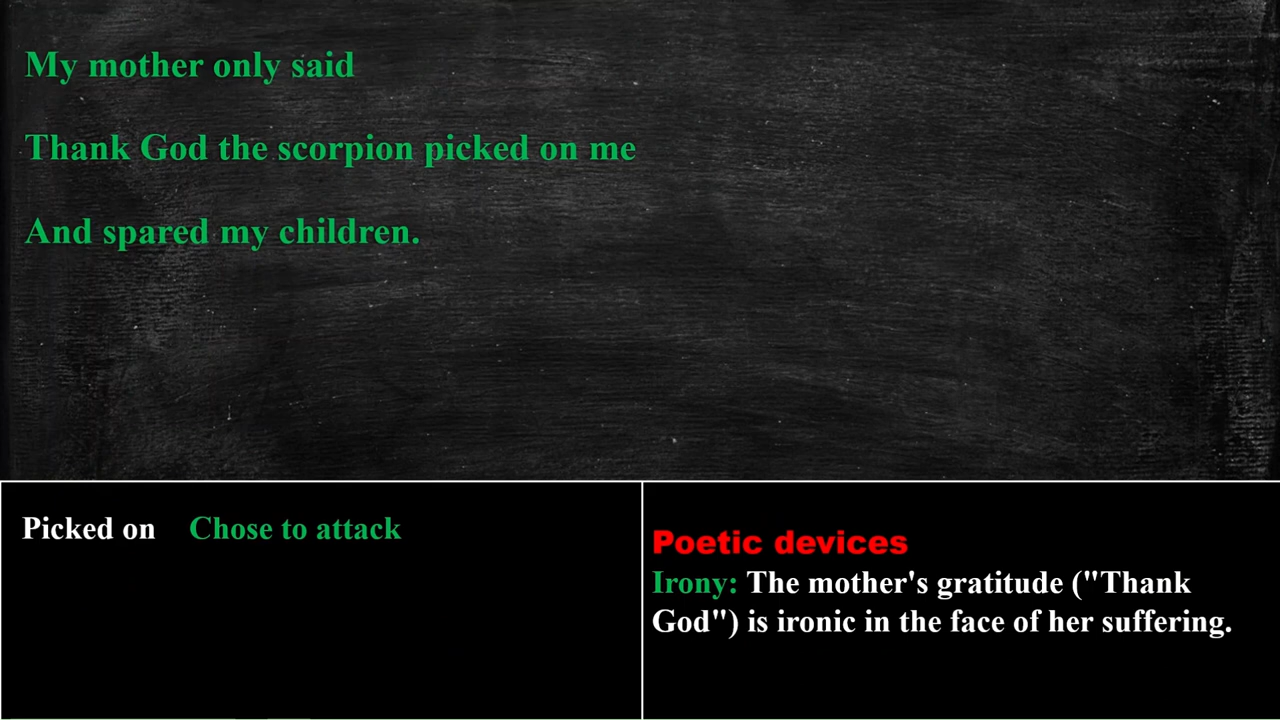 My mother only said
Thank God the scorpion picked on me
And spared my children.
Picked on Chose to attack
Poetic devices
Irony: The mother's gratitude ("Thank
God") is ironic in the face of her suffering.